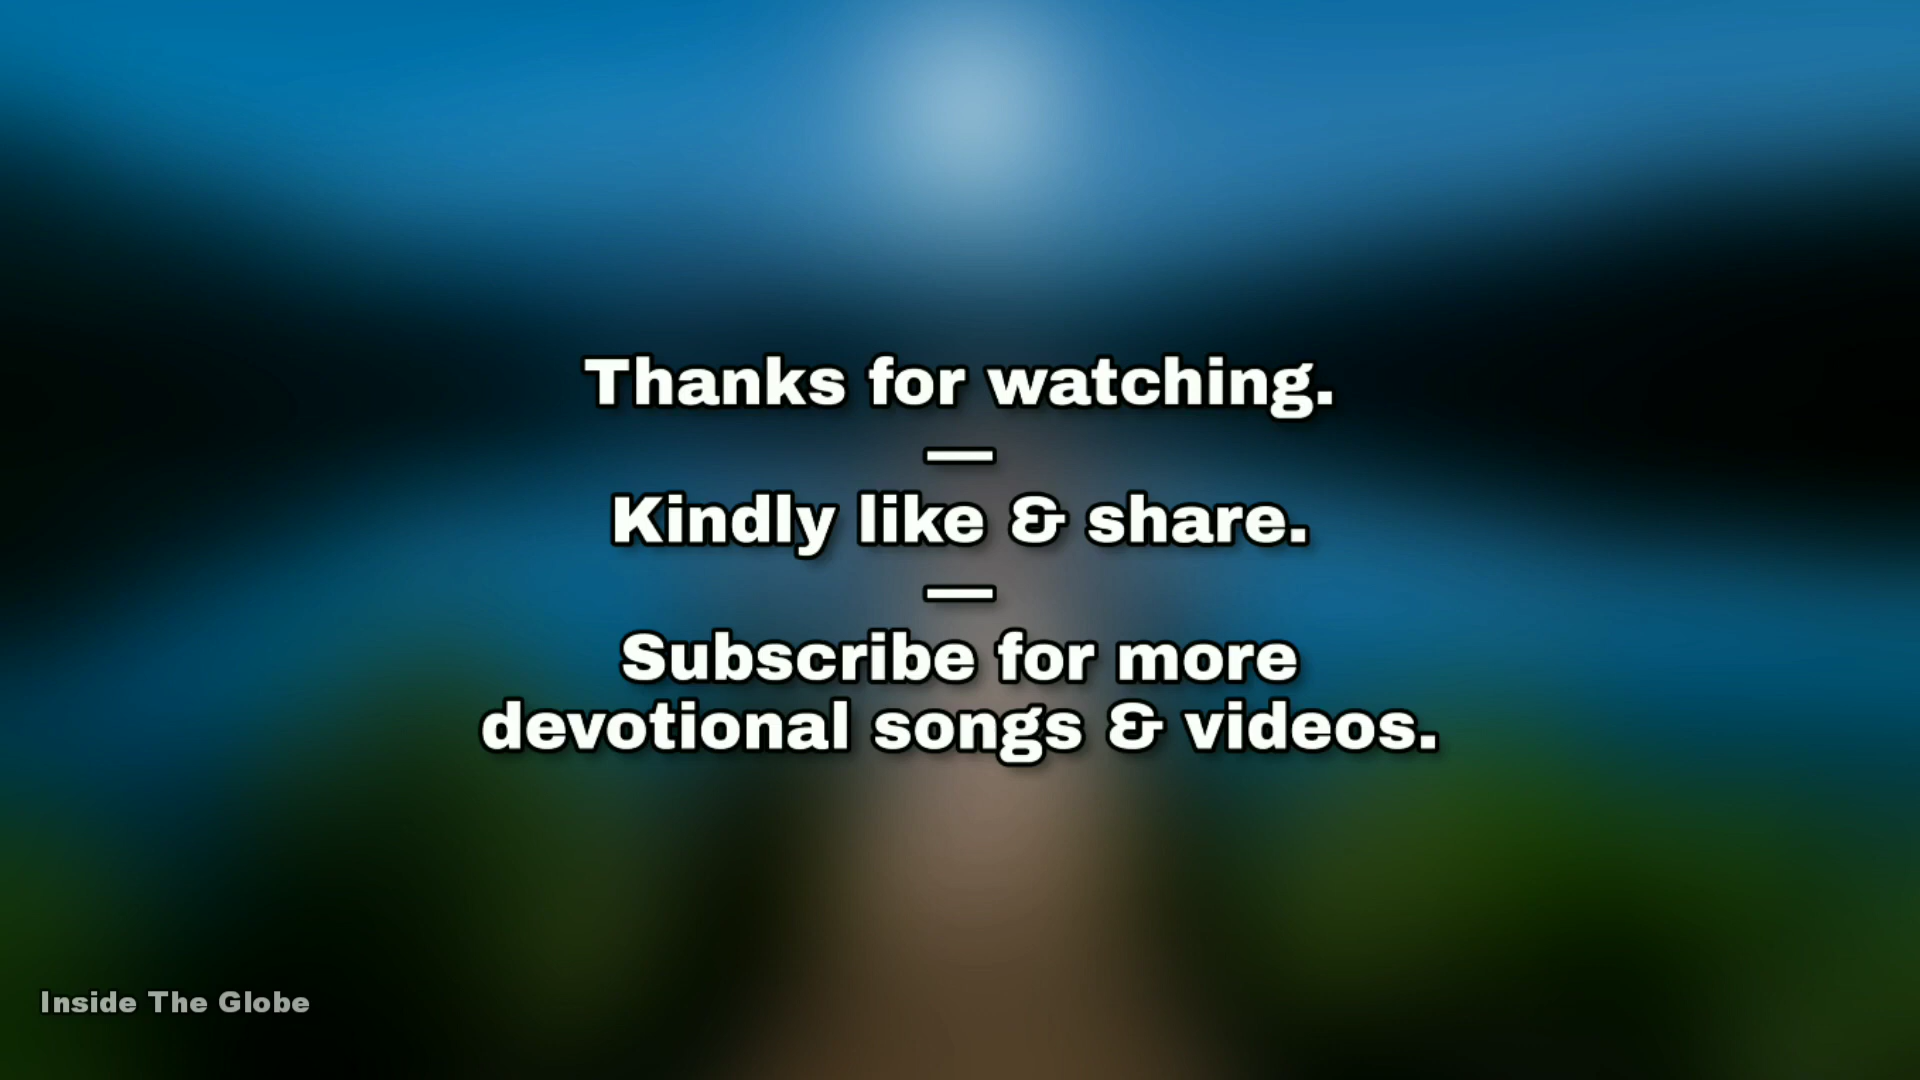 Thanks for watching.
—
Kindly like & share.
—
Subscribe for more
devotional songs & videos.
Inside The Globe